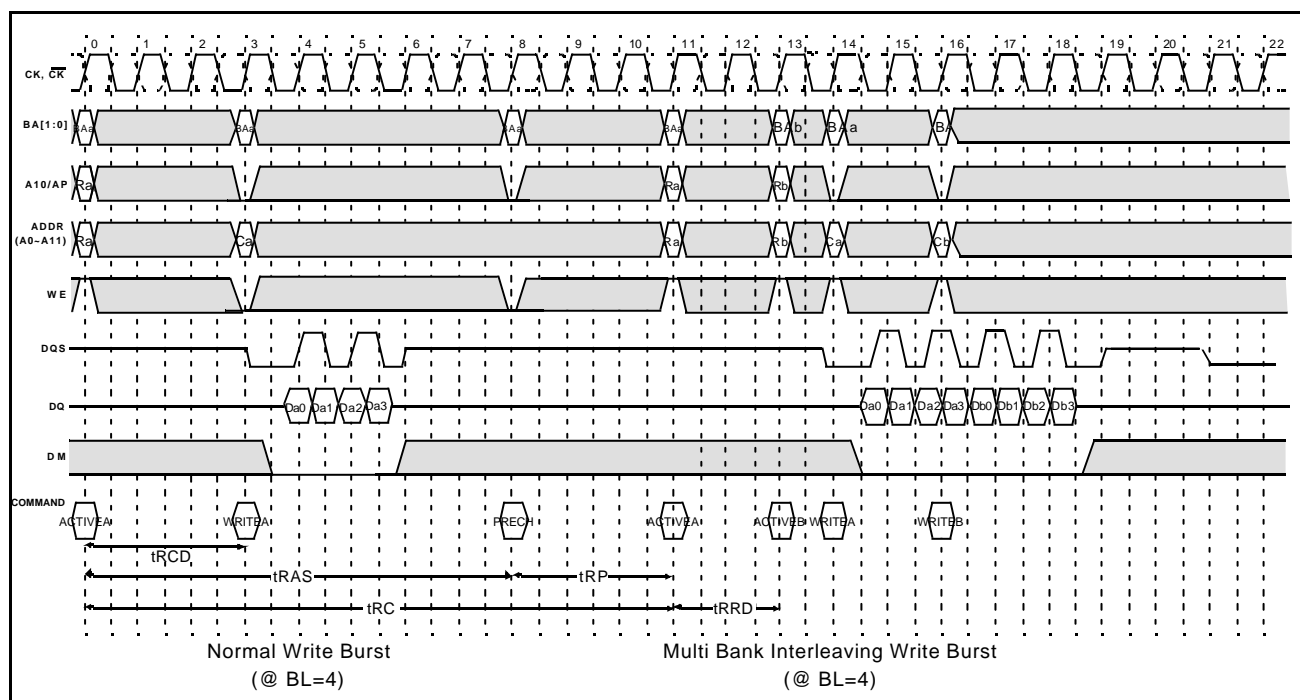 0 1 2 3 4 5 6 7 8 9 10 11 12 13 14 15 16 17 18 19 20 21 22
CK, CK
BA[1:0] BAa BAa BAa BAa BAb BAa BA
A10/AP Ra Ra Rb
ADDR
(A0~A11) Ra Ca Ra Rb Ca Cb
WE
DQS
DQ Da0 Da1 Da2 Da3 Da0 Da1 Da2 Da3 Db0 Db1 Db2 Db3
DM
COMMAND
ACTIVEA WRITEA PRECH ACTIVEA ACTIVEB WRITEA WRITEB
tRCD
tRAS tRP
tRC tRRD
Normal Write Burst Multi Bank Interleaving Write Burst
(@ BL=4) (@ BL=4)